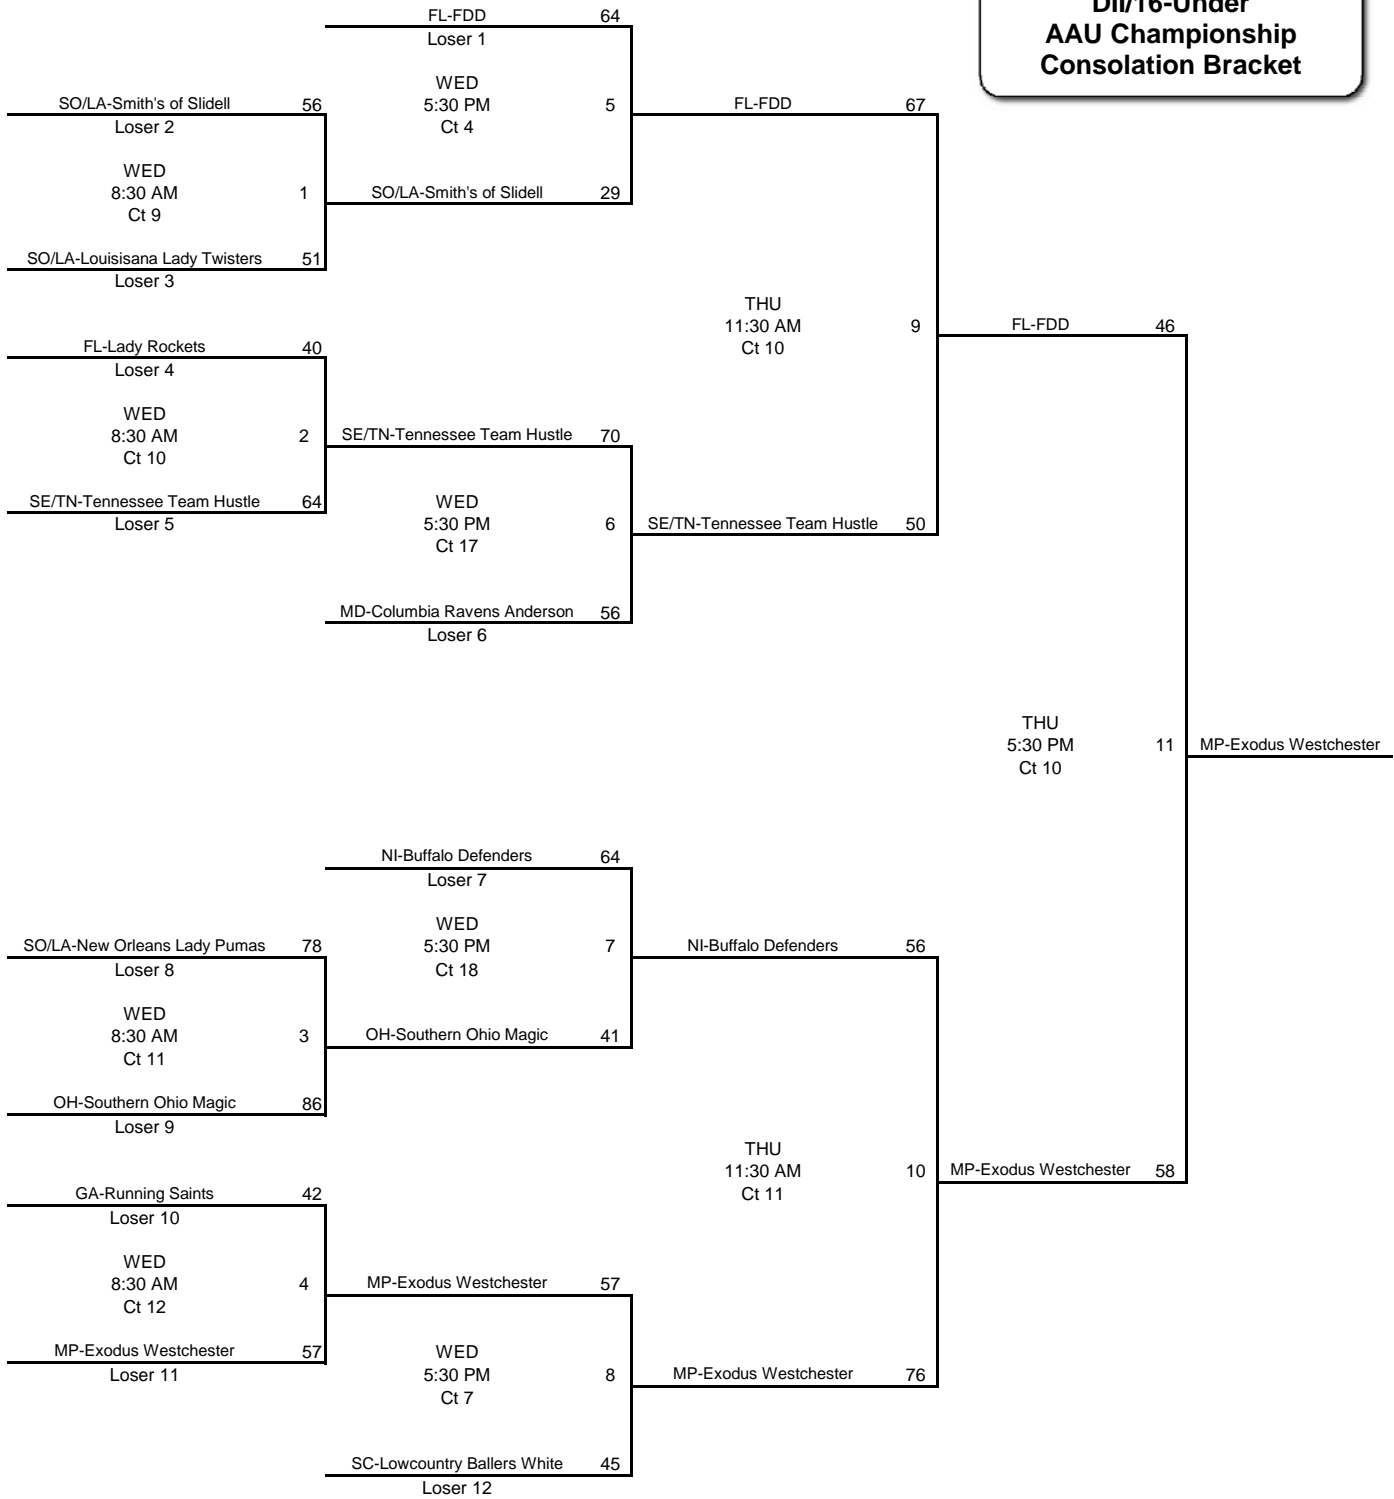 DII/16-Under
AAU Championship
Consolation Bracket
FL-FDD 64
Loser 1
WED
5:30 PM 5
Ct 4
SO/LA-Smith's of Slidell 56
Loser 2
FL-FDD 67
WED
8:30 AM 1
Ct 9
SO/LA-Smith's of Slidell 29
SO/LA-Louisisana Lady Twisters 51
Loser 3
THU
11:30 AM 9
Ct 10
FL-FDD 46
FL-Lady Rockets 40
Loser 4
WED
8:30 AM 2
Ct 10
SE/TN-Tennessee Team Hustle 70
SE/TN-Tennessee Team Hustle 64
Loser 5
WED
5:30 PM 6
Ct 17
SE/TN-Tennessee Team Hustle 50
MD-Columbia Ravens Anderson 56
Loser 6
THU
5:30 PM 11
Ct 10
MP-Exodus Westchester
NI-Buffalo Defenders 64
Loser 7
WED
5:30 PM 7
Ct 18
SO/LA-New Orleans Lady Pumas 78
Loser 8
NI-Buffalo Defenders 56
WED
8:30 AM 3
Ct 11
OH-Southern Ohio Magic 41
OH-Southern Ohio Magic 86
Loser 9
THU
11:30 AM 10
Ct 11
MP-Exodus Westchester 58
GA-Running Saints 42
Loser 10
WED
8:30 AM 4
Ct 12
MP-Exodus Westchester 57
MP-Exodus Westchester 57
Loser 11
WED
5:30 PM 8
Ct 7
MP-Exodus Westchester 76
SC-Lowcountry Ballers White 45
Loser 12